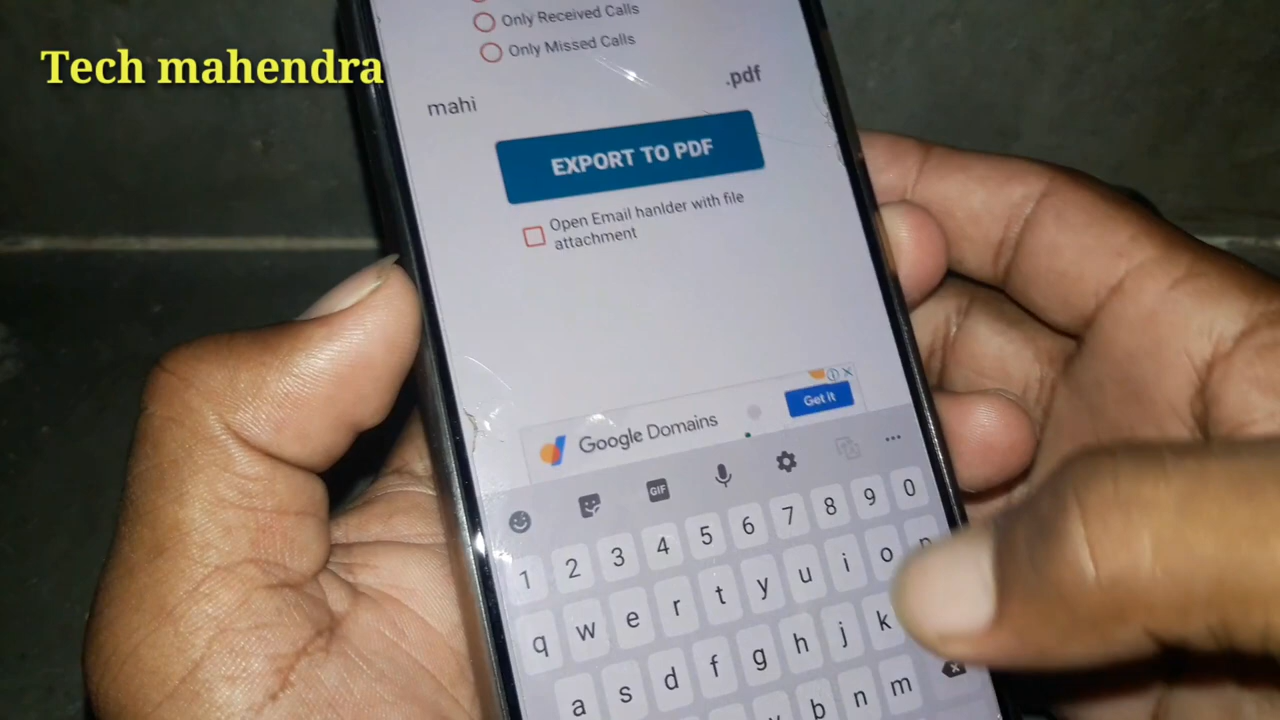 Tech mahendra
Only Received Calls
Only Missed Calls
mahi
.pdf
EXPORT TO PDF
Open Email hanlder with file
attachment
Google Domains
Get it
GIF
1 2 3 4 5 6 7 8 9 0
q w e r t y u i o p
a s d f g h j k
b n m